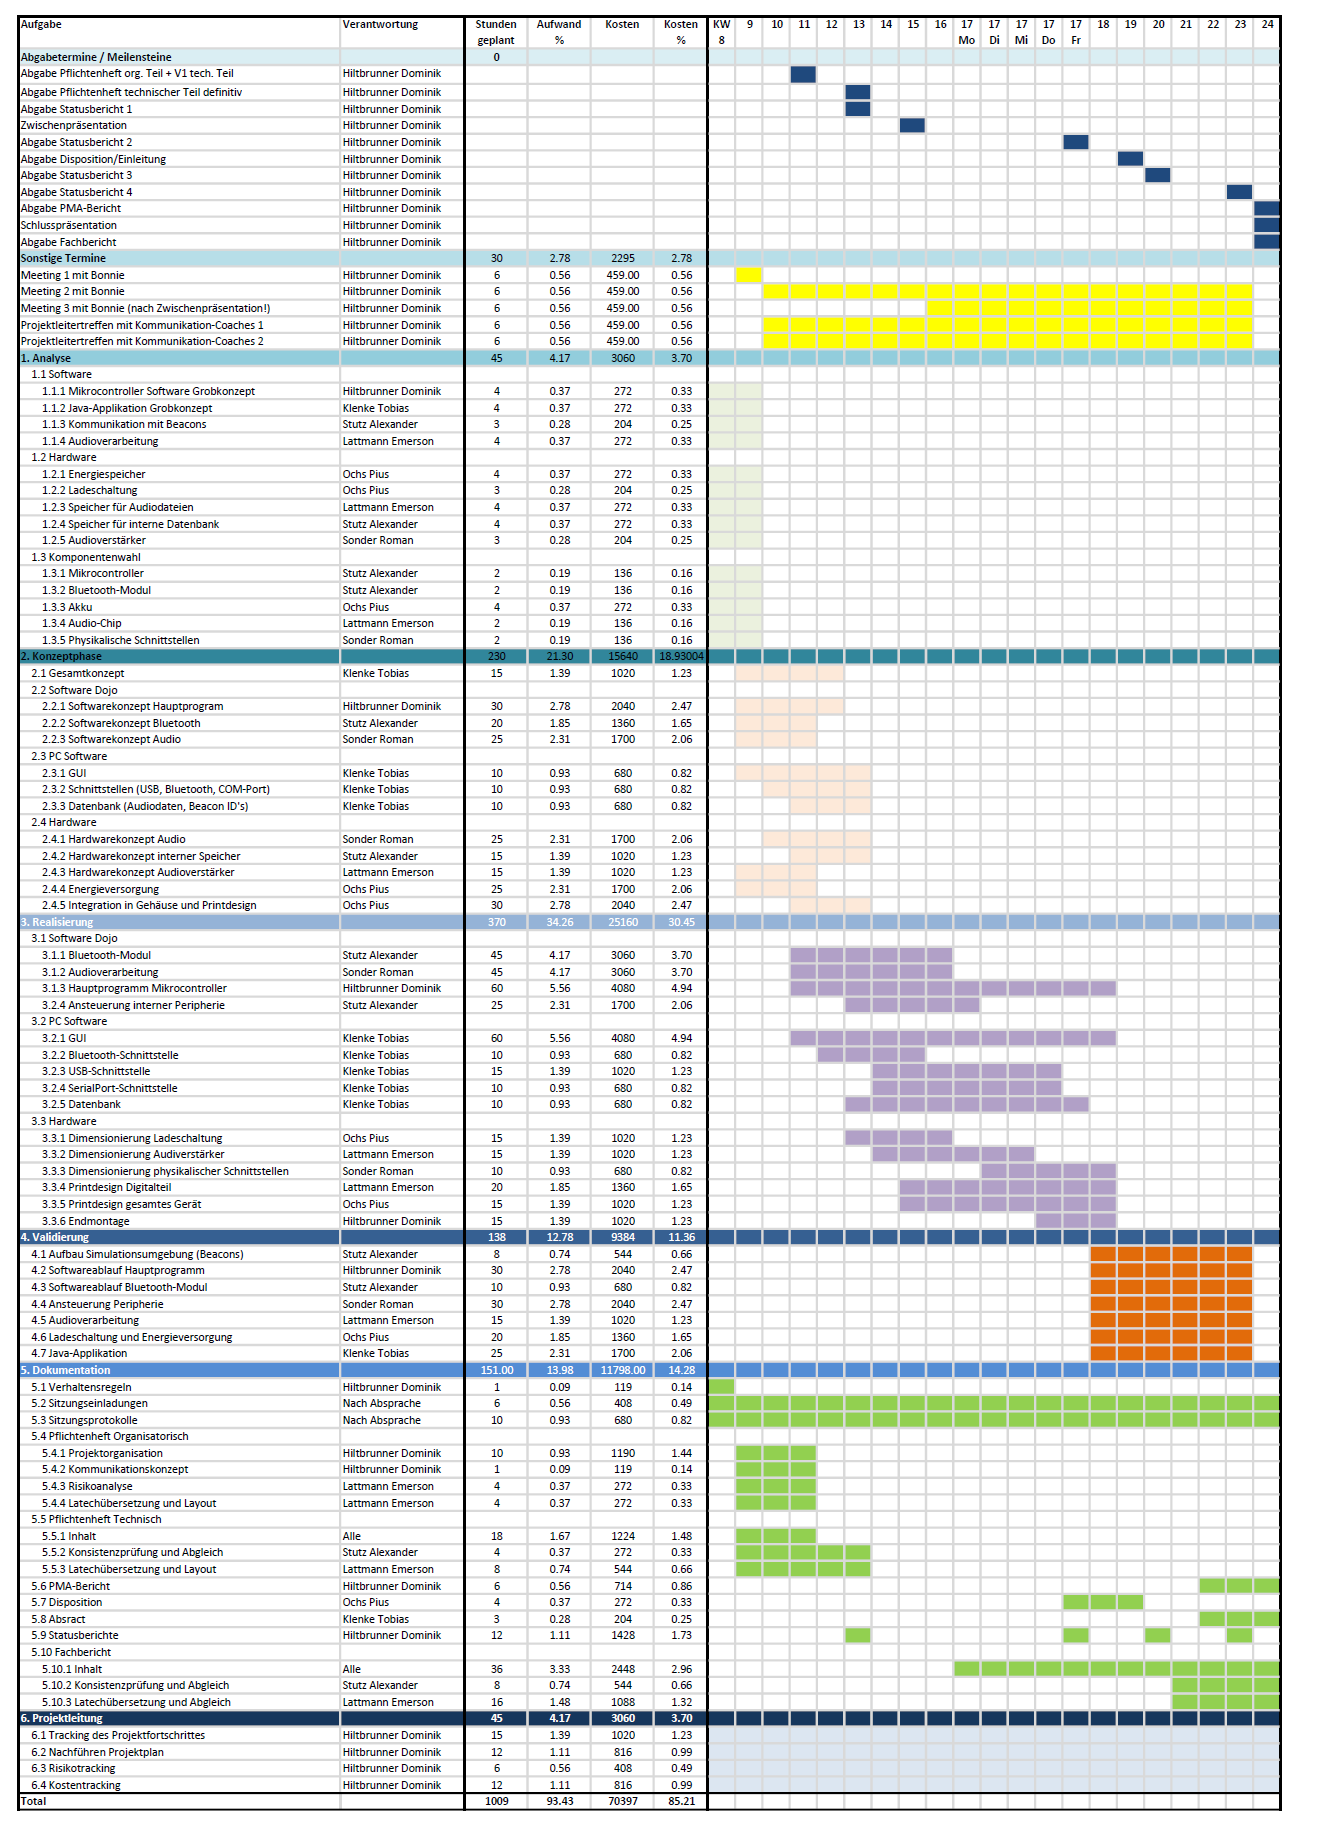 Aufgabe Verantwortung Stunden Aufwand Kosten Kosten KW 9 10 11 12 13 14 15 16 17 17 17 17 17 18 19 20 21 22 23 24
geplant % % 8 Mo Di Mi Do Fr
Abgabetermine / Meilensteine 0
Abgabe Pflichtenheft org. Teil + V1 tech. Teil Hiltbrunner Dominik
Abgabe Pflichtenheft technischer Teil definitiv Hiltbrunner Dominik
Abgabe Statusbericht 1 Hiltbrunner Dominik
Zwischenpräsentation Hiltbrunner Dominik
Abgabe Statusbericht 2 Hiltbrunner Dominik
Abgabe Disposition/Einleitung Hiltbrunner Dominik
Abgabe Statusbericht 3 Hiltbrunner Dominik
Abgabe Statusbericht 4 Hiltbrunner Dominik
Abgabe PMA-Bericht Hiltbrunner Dominik
Schlusspräsentation Hiltbrunner Dominik
Abgabe Fachbericht Hiltbrunner Dominik
Sonstige Termine 30 2.78 2295 2.78
Meeting 1 mit Bonnie Hiltbrunner Dominik 6 0.56 459.00 0.56
Meeting 2 mit Bonnie Hiltbrunner Dominik 6 0.56 459.00 0.56
Meeting 3 mit Bonnie (nach Zwischenpräsentation!) Hiltbrunner Dominik 6 0.56 459.00 0.56
Projektleitertreffen mit Kommunikation-Coaches 1 Hiltbrunner Dominik 6 0.56 459.00 0.56
Projektleitertreffen mit Kommunikation-Coaches 2 Hiltbrunner Dominik 6 0.56 459.00 0.56
1. Analyse 45 4.17 3060 3.70
1.1 Software
1.1.1 Mikrocontroller Software Grobkonzept Hiltbrunner Dominik 4 0.37 272 0.33
1.1.2 Java-Applikation Grobkonzept Klenke Tobias 4 0.37 272 0.33
1.1.3 Kommunikation mit Beacons Stutz Alexander 3 0.28 204 0.25
1.1.4 Audioverarbeitung Lattmann Emerson 4 0.37 272 0.33
1.2 Hardware
1.2.1 Energiespeicher Ochs Pius 4 0.37 272 0.33
1.2.2 Ladeschaltung Ochs Pius 3 0.28 204 0.25
1.2.3 Speicher für Audiodateien Lattmann Emerson 4 0.37 272 0.33
1.2.4 Speicher für interne Datenbank Stutz Alexander 4 0.37 272 0.33
1.2.5 Audioverstärker Sonder Roman 3 0.28 204 0.25
1.3 Komponentenwahl
1.3.1 Mikrocontroller Stutz Alexander 2 0.19 136 0.16
1.3.2 Bluetooth-Modul Stutz Alexander 2 0.19 136 0.16
1.3.3 Akku Ochs Pius 4 0.37 272 0.33
1.3.4 Audio-Chip Lattmann Emerson 2 0.19 136 0.16
1.3.5 Physikalische Schnittstellen Sonder Roman 2 0.19 136 0.16
2. Konzeptphase 230 21.30 15640 18.93004
2.1 Gesamtkonzept Klenke Tobias 15 1.39 1020 1.23
2.2 Software Dojo
2.2.1 Softwarekonzept Hauptprogram Hiltbrunner Dominik 30 2.78 2040 2.47
2.2.2 Softwarekonzept Bluetooth Stutz Alexander 20 1.85 1360 1.65
2.2.3 Softwarekonzept Audio Sonder Roman 25 2.31 1700 2.06
2.3 PC Software
2.3.1 GUI Klenke Tobias 10 0.93 680 0.82
2.3.2 Schnittstellen (USB, Bluetooth, COM-Port) Klenke Tobias 10 0.93 680 0.82
2.3.3 Datenbank (Audiodaten, Beacon ID's) Klenke Tobias 10 0.93 680 0.82
2.4 Hardware
2.4.1 Hardwarekonzept Audio Sonder Roman 25 2.31 1700 2.06
2.4.2 Hardwarekonzept interner Speicher Stutz Alexander 15 1.39 1020 1.23
2.4.3 Hardwarekonzept Audioverstärker Lattmann Emerson 15 1.39 1020 1.23
2.4.4 Energieversorgung Ochs Pius 25 2.31 1700 2.06
2.4.5 Integration in Gehäuse und Printdesign Ochs Pius 30 2.78 2040 2.47
3. Realisierung 370 34.26 25160 30.45
3.1 Software Dojo
3.1.1 Bluetooth-Modul Stutz Alexander 45 4.17 3060 3.70
3.1.2 Audioverarbeitung Sonder Roman 45 4.17 3060 3.70
3.1.3 Hauptprogramm Mikrocontroller Hiltbrunner Dominik 60 5.56 4080 4.94
3.2.4 Ansteuerung interner Peripherie Stutz Alexander 25 2.31 1700 2.06
3.2 PC Software
3.2.1 GUI Klenke Tobias 60 5.56 4080 4.94
3.2.2 Bluetooth-Schnittstelle Klenke Tobias 10 0.93 680 0.82
3.2.3 USB-Schnittstelle Klenke Tobias 15 1.39 1020 1.23
3.2.4 SerialPort-Schnittstelle Klenke Tobias 10 0.93 680 0.82
3.2.5 Datenbank Klenke Tobias 10 0.93 680 0.82
3.3 Hardware
3.3.1 Dimensionierung Ladeschaltung Ochs Pius 15 1.39 1020 1.23
3.3.2 Dimensionierung Audiverstärker Lattmann Emerson 15 1.39 1020 1.23
3.3.3 Dimensionierung physikalischer Schnittstellen Sonder Roman 10 0.93 680 0.82
3.3.4 Printdesign Digitalteil Lattmann Emerson 20 1.85 1360 1.65
3.3.5 Printdesign gesamtes Gerät Ochs Pius 15 1.39 1020 1.23
3.3.6 Endmontage Hiltbrunner Dominik 15 1.39 1020 1.23
4. Validierung 138 12.78 9384 11.36
4.1 Aufbau Simulationsumgebung (Beacons) Stutz Alexander 8 0.74 544 0.66
4.2 Softwareablauf Hauptprogramm Hiltbrunner Dominik 30 2.78 2040 2.47
4.3 Softwareablauf Bluetooth-Modul Stutz Alexander 10 0.93 680 0.82
4.4 Ansteuerung Peripherie Sonder Roman 30 2.78 2040 2.47
4.5 Audioverarbeitung Lattmann Emerson 15 1.39 1020 1.23
4.6 Ladeschaltung und Energieversorgung Ochs Pius 20 1.85 1360 1.65
4.7 Java-Applikation Klenke Tobias 25 2.31 1700 2.06
5. Dokumentation 151.00 13.98 11798.00 14.28
5.1 Verhaltensregeln Hiltbrunner Dominik 1 0.09 119 0.14
5.2 Sitzungseinladungen Nach Absprache 6 0.56 408 0.49
5.3 Sitzungsprotokolle Nach Absprache 10 0.93 680 0.82
5.4 Pflichtenheft Organisatorisch
5.4.1 Projektorganisation Hiltbrunner Dominik 10 0.93 1190 1.44
5.4.2 Kommunikationskonzept Hiltbrunner Dominik 1 0.09 119 0.14
5.4.3 Risikoanalyse Lattmann Emerson 4 0.37 272 0.33
5.4.4 Latechübersetzung und Layout Lattmann Emerson 4 0.37 272 0.33
5.5 Pflichtenheft Technisch
5.5.1 Inhalt Alle 18 1.67 1224 1.48
5.5.2 Konsistenzprüfung und Abgleich Stutz Alexander 4 0.37 272 0.33
5.5.3 Latechübersetzung und Layout Lattmann Emerson 8 0.74 544 0.66
5.6 PMA-Bericht Hiltbrunner Dominik 6 0.56 714 0.86
5.7 Disposition Ochs Pius 4 0.37 272 0.33
5.8 Absract Klenke Tobias 3 0.28 204 0.25
5.9 Statusberichte Hiltbrunner Dominik 12 1.11 1428 1.73
5.10 Fachbericht
5.10.1 Inhalt Alle 36 3.33 2448 2.96
5.10.2 Konsistenzprüfung und Abgleich Stutz Alexander 8 0.74 544 0.66
5.10.3 Latechübersetzung und Abgleich Lattmann Emerson 16 1.48 1088 1.32
6. Projektleitung 45 4.17 3060 3.70
6.1 Tracking des Projektfortschrittes Hiltbrunner Dominik 15 1.39 1020 1.23
6.2 Nachführen Projektplan Hiltbrunner Dominik 12 1.11 816 0.99
6.3 Risikotracking Hiltbrunner Dominik 6 0.56 408 0.49
6.4 Kostentracking Hiltbrunner Dominik 12 1.11 816 0.99
Total 1009 93.43 70397 85.21